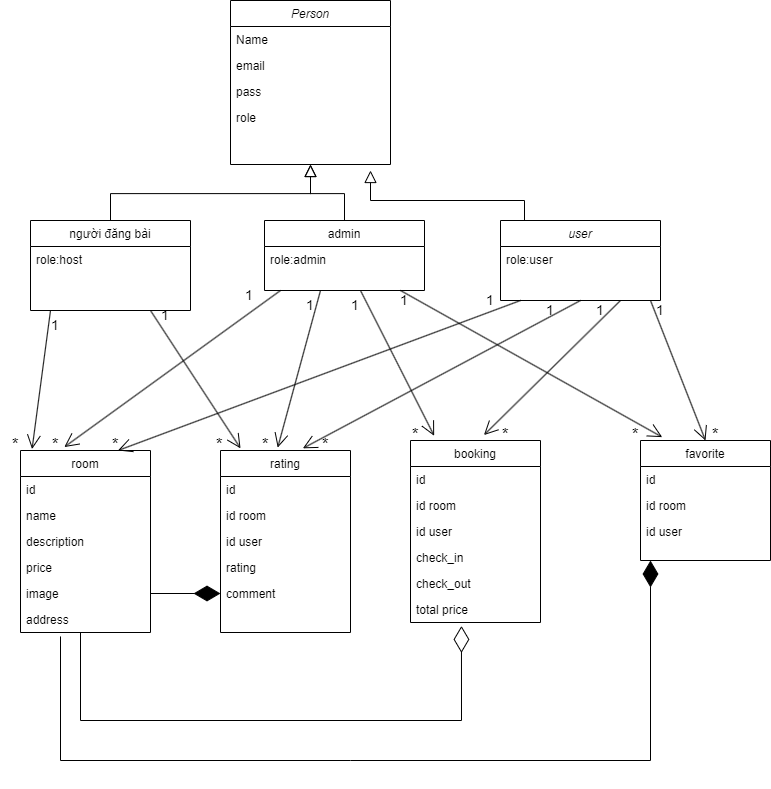 Person
Name
email
pass
role
người đăng bài
role:host
admin
role:admin
user
role:user
1
1
1
1
1
1
1
1
1
1
*
*
*
*
*
*
*
*
*
*
room
id
name
description
price
image
address
rating
id
id room
id user
rating
comment
booking
id
id room
id user
check_in
check_out
total price
favorite
id
id room
id user